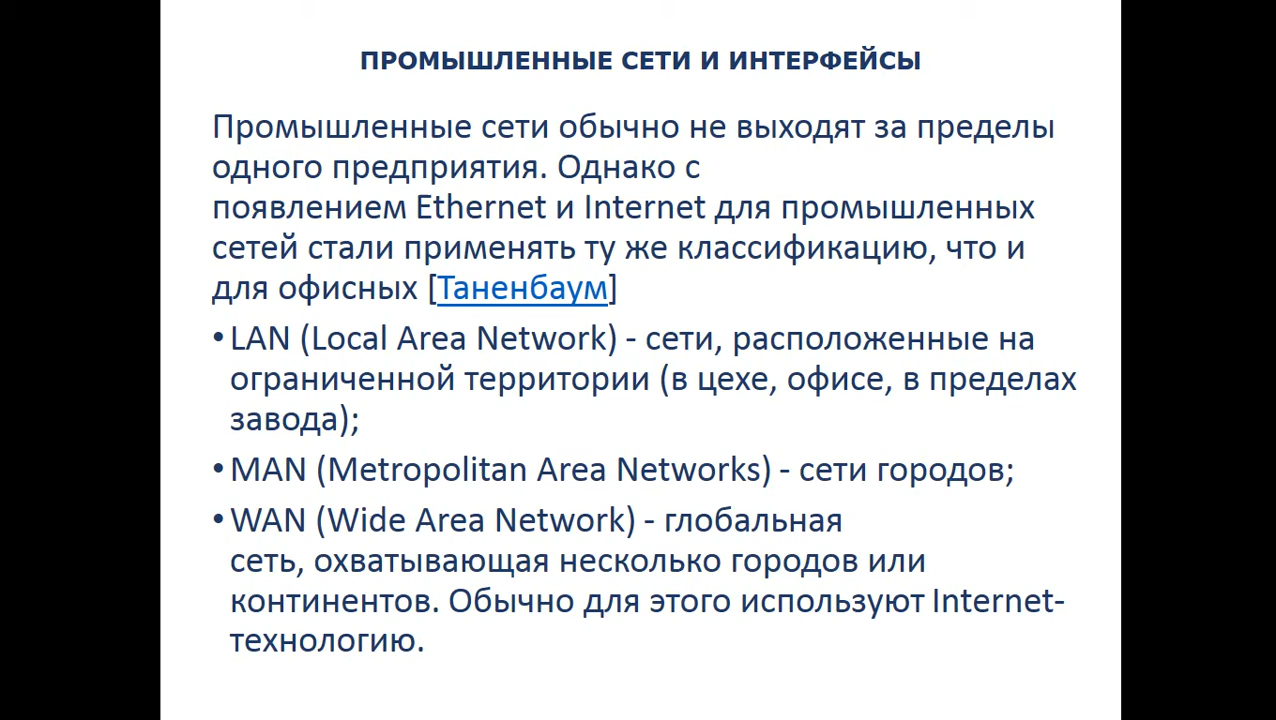 ПРОМЫШЛЕННЫЕ СЕТИ И ИНТЕРФЕЙСЫ
Промышленные сети обычно не выходят за пределы
одного предприятия. Однако с
появлением Ethernet и Internet для промышленных
сетей стали применять ту же классификацию, что и
для офисных [Таненбаум]
•LAN (Local Area Network) - сети, расположенные на
ограниченной территории (в цехе, офисе, в пределах
завода);
•MAN (Metropolitan Area Networks) - сети городов;
•WAN (Wide Area Network) - глобальная
сеть, охватывающая несколько городов или
континентов. Обычно для этого используют Internet-
технологию.